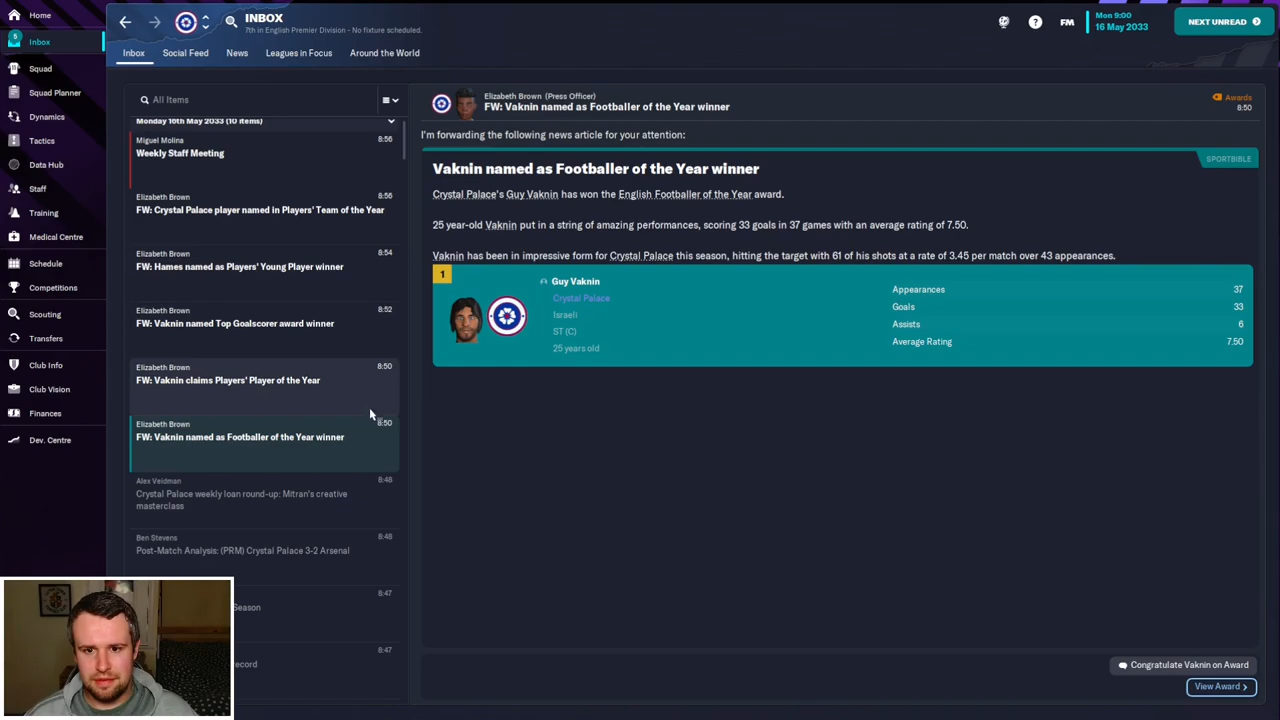 Home
INBOX
7th in English Premier Division - No fixture scheduled.
FM
Mon 9:00
16 May 2033
NEXT UNREAD
5
Inbox
Inbox
Social Feed
News
Leagues in Focus
Around the World
Squad
Squad Planner
Dynamics
Tactics
Data Hub
Staff
Training
Medical Centre
Schedule
Competitions
Scouting
Transfers
Club Info
Club Vision
Finances
Dev. Centre
All Items
Monday 16th May 2033 (10 items)
Miguel Molina
8:56
Weekly Staff Meeting
Elizabeth Brown
8:56
FW: Crystal Palace player named in Players' Team of the Year
Elizabeth Brown
8:54
FW: Hames named as Players' Young Player winner
Elizabeth Brown
8:52
FW: Vaknin named Top Goalscorer award winner
Elizabeth Brown
8:50
FW: Vaknin claims Players' Player of the Year
Elizabeth Brown
8:50
FW: Vaknin named as Footballer of the Year winner
Alex Veidman
8:48
Crystal Palace weekly loan round-up: Mitran's creative
masterclass
Ben Stevens
8:48
Post-Match Analysis: (PRM) Crystal Palace 3-2 Arsenal
8:47
Season
8:47
ecord
Elizabeth Brown (Press Officer)
FW: Vaknin named as Footballer of the Year winner
Awards
8:50
I'm forwarding the following news article for your attention:
SPORTBIBLE
Vaknin named as Footballer of the Year winner
Crystal Palace's Guy Vaknin has won the English Footballer of the Year award.
25 year-old Vaknin put in a string of amazing performances, scoring 33 goals in 37 games with an average rating of 7.50.
Vaknin has been in impressive form for Crystal Palace this season, hitting the target with 61 of his shots at a rate of 3.45 per match over 43 appearances.
1
Guy Vaknin
Crystal Palace
Israeli
ST (C)
25 years old
Appearances 37
Goals 33
Assists 6
Average Rating 7.50
Congratulate Vaknin on Award
View Award